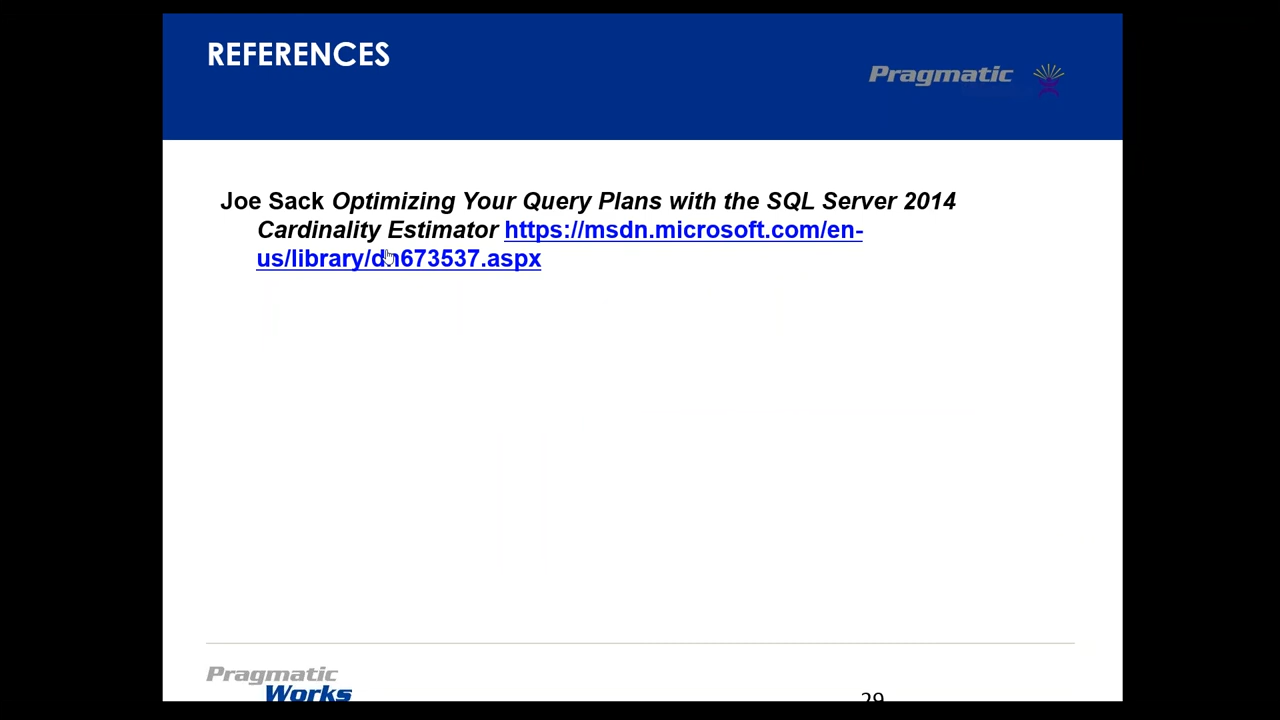 REFERENCES
Pragmatic
Joe Sack Optimizing Your Query Plans with the SQL Server 2014
Cardinality Estimator https://msdn.microsoft.com/en-
us/library/dn673537.aspx
Pragmatic
Works
29